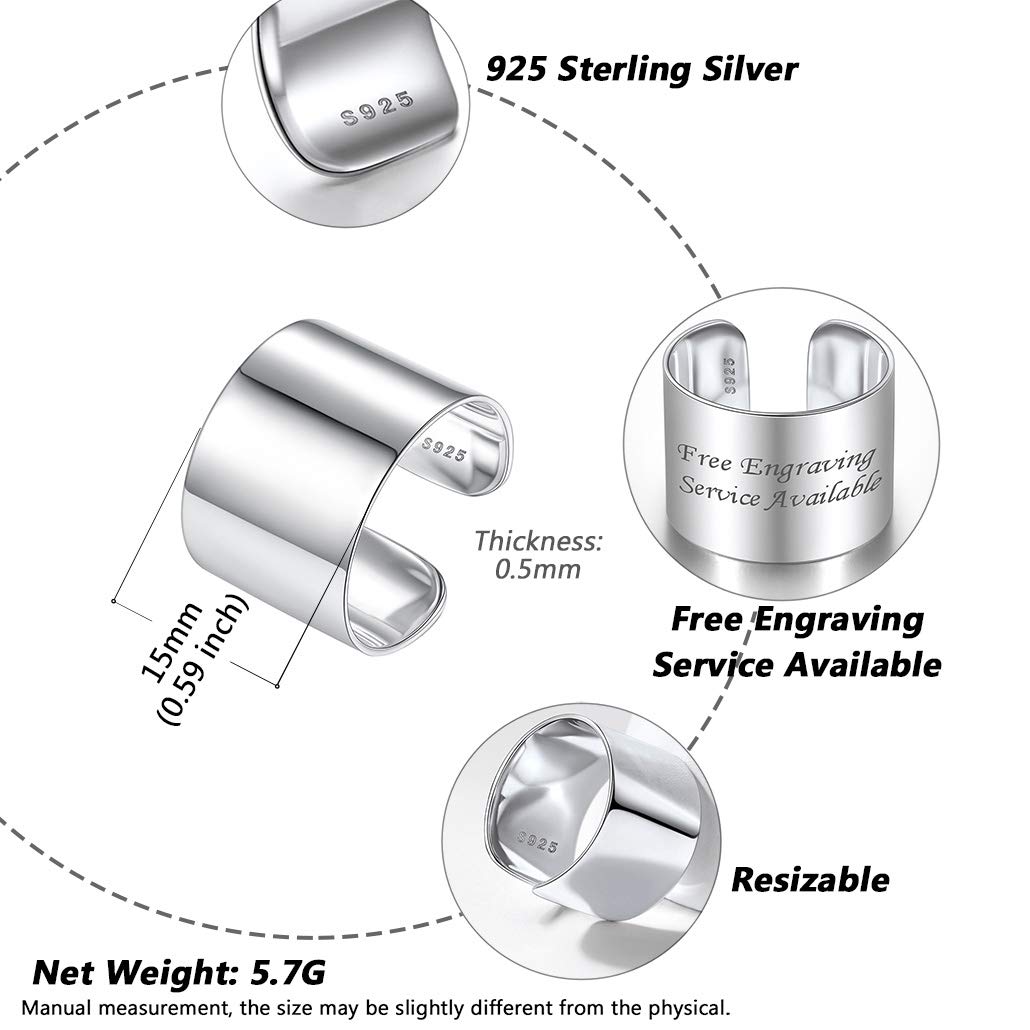 S925
925 Sterling Silver
S925
S925
Free Engraving
Service Available
Thickness:
0.5mm
15mm
(0.59 inch)
Free Engraving
Service Available
S925
Resizable
Net Weight: 5.7G
Manual measurement, the size may be slightly different from the physical.